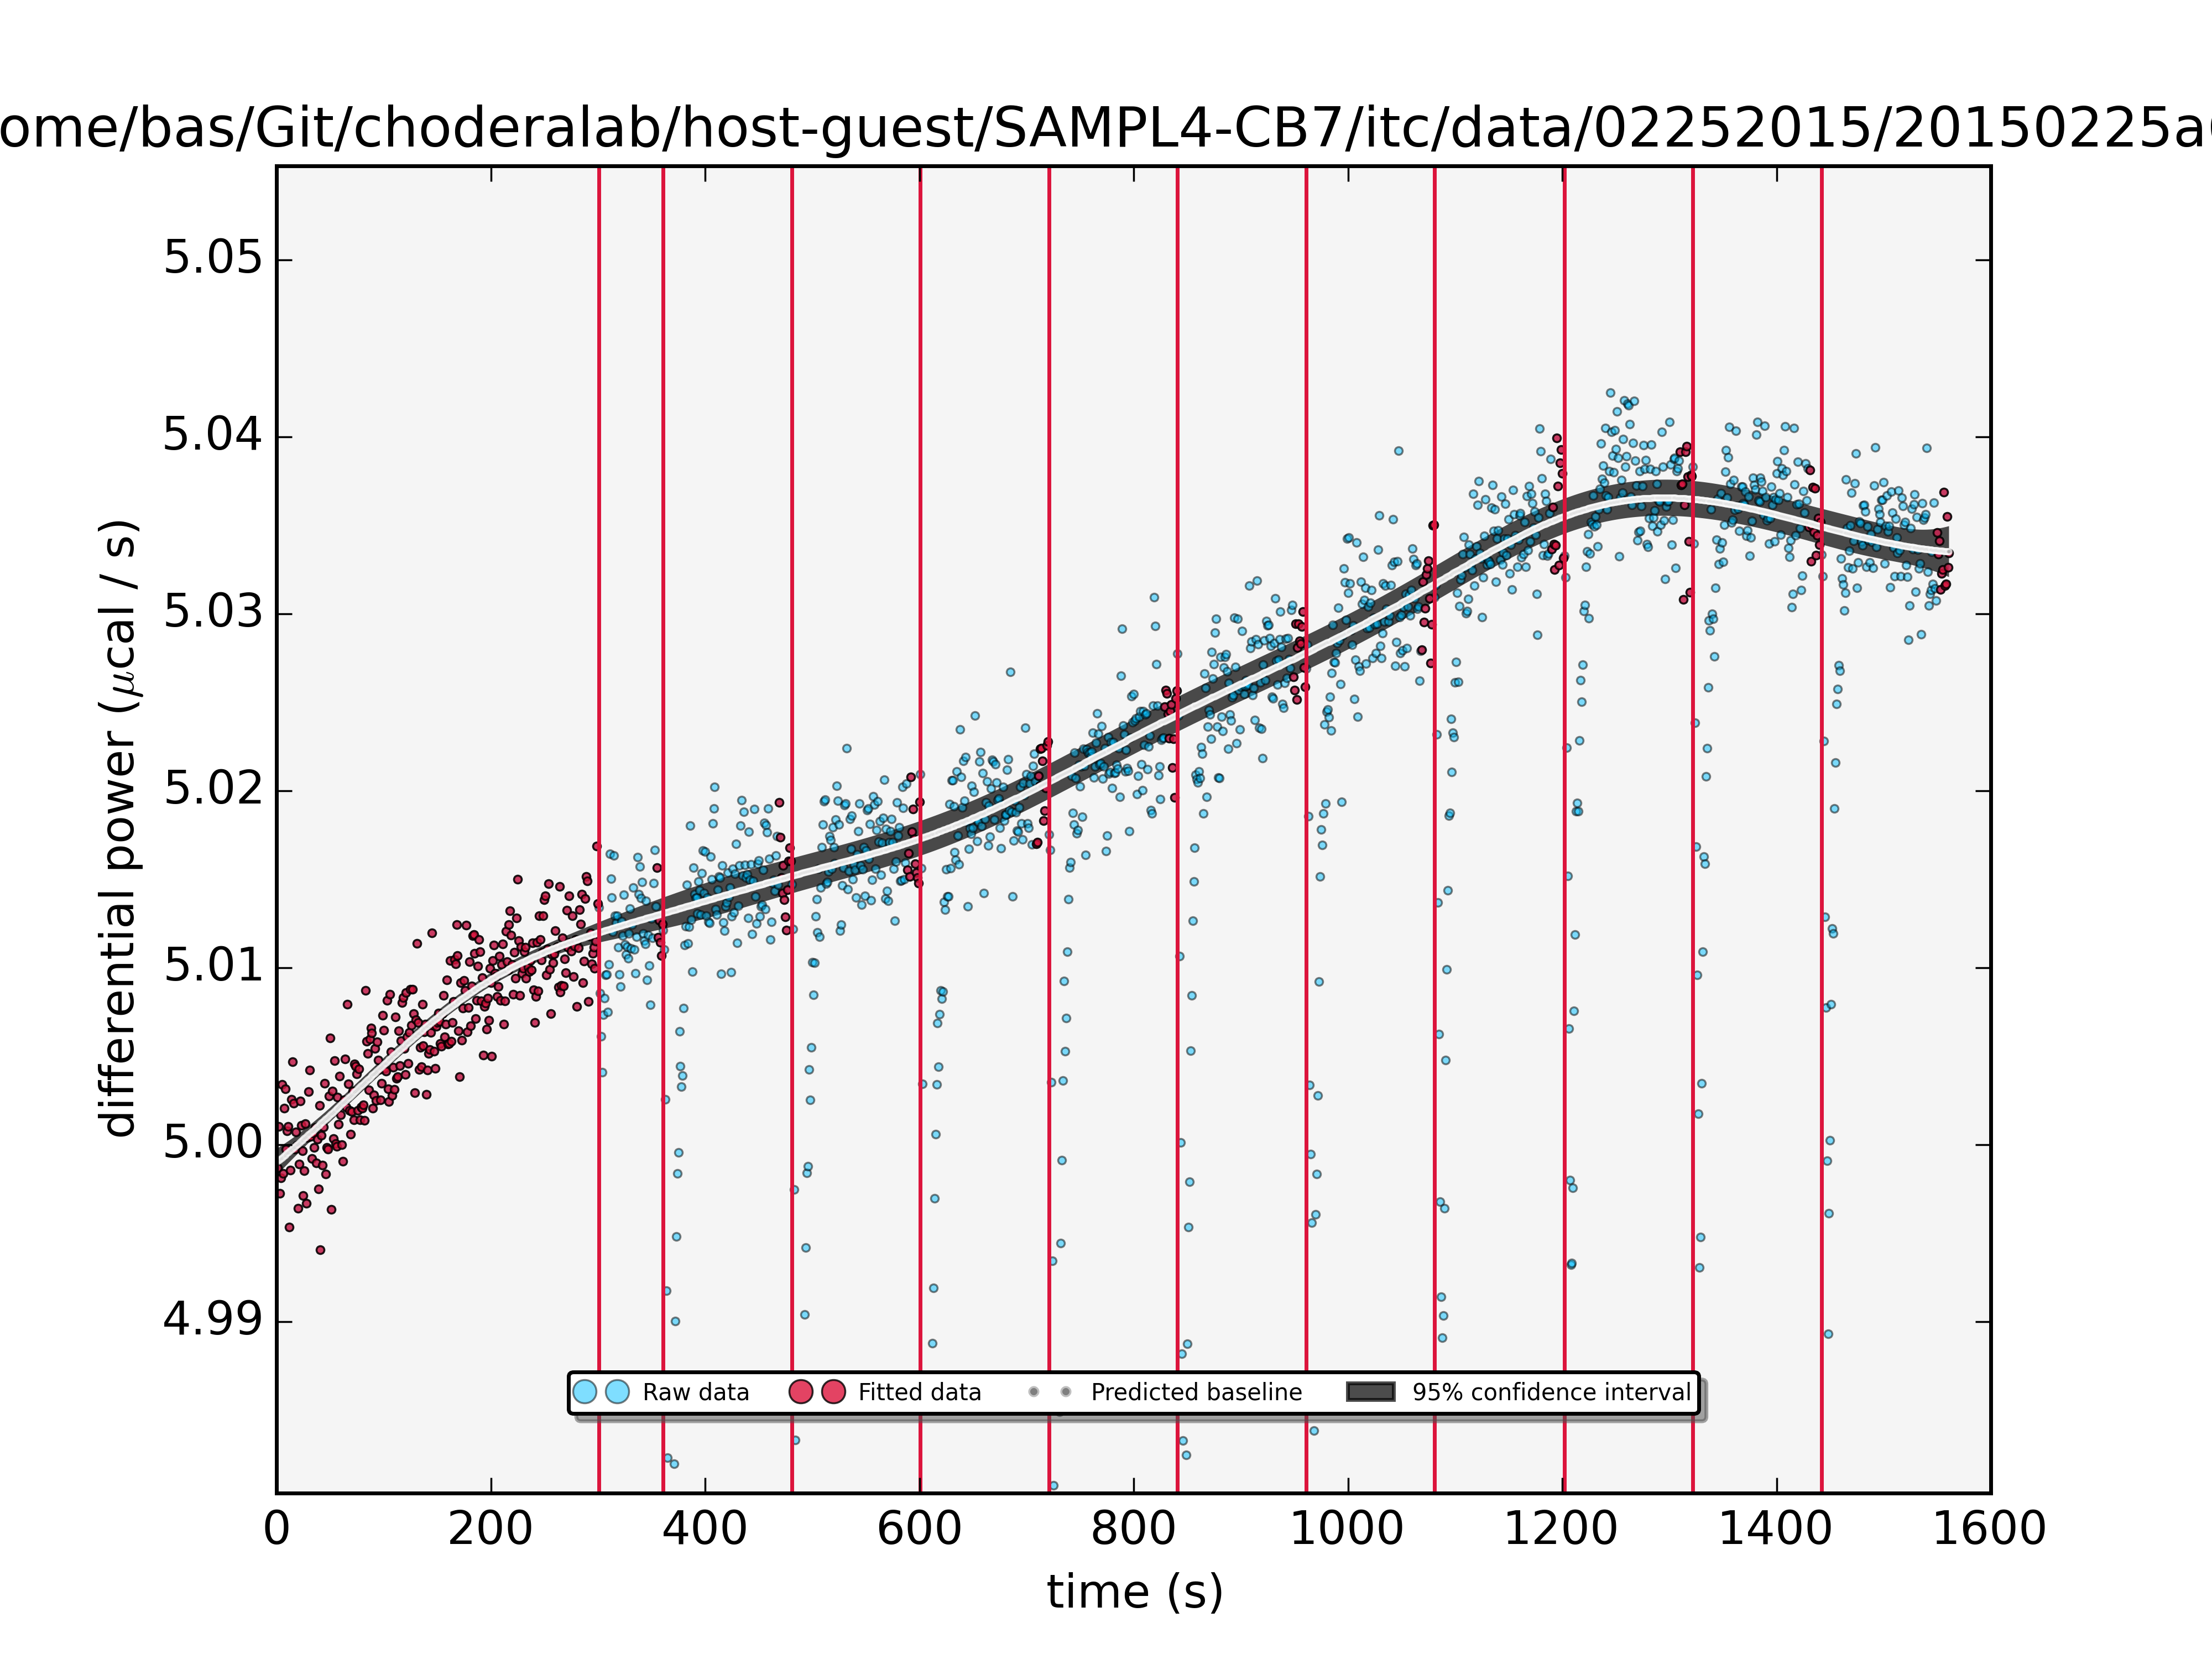 ome/bas/Git/choderalab/host-guest/SAMPL4-CB7/itc/data/02252015/20150225a
5.05
5.04
5.03
5.02
5.01
5.00
4.99
differential power (μcal / s)
Raw data Fitted data Predicted baseline 95% confidence interval
0 200 400 600 800 1000 1200 1400 1600
time (s)